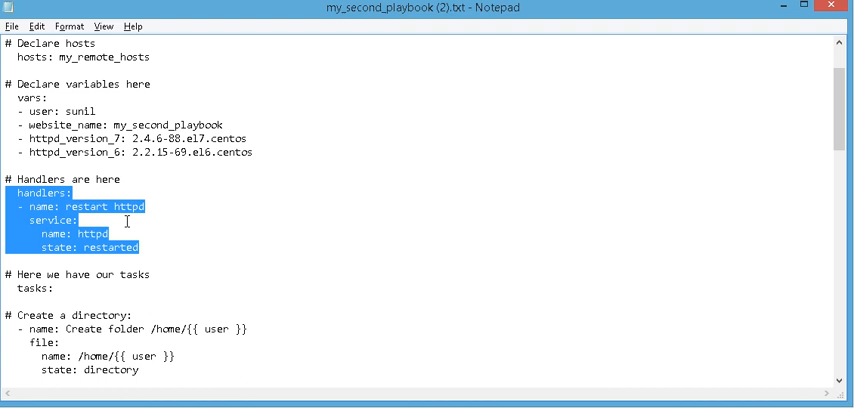 my_second_playbook (2).txt - Notepad
File Edit Format View Help
# Declare hosts
  hosts: my_remote_hosts

# Declare variables here
  vars:
  - user: sunil
  - website_name: my_second_playbook
  - httpd_version_7: 2.4.6-88.el7.centos
  - httpd_version_6: 2.2.15-69.el6.centos

# Handlers are here
  handlers:
  - name: restart httpd
    service:
      name: httpd
      state: restarted

# Here we have our tasks
  tasks:

# Create a directory:
  - name: Create folder /home/{{ user }}
    file:
      name: /home/{{ user }}
      state: directory